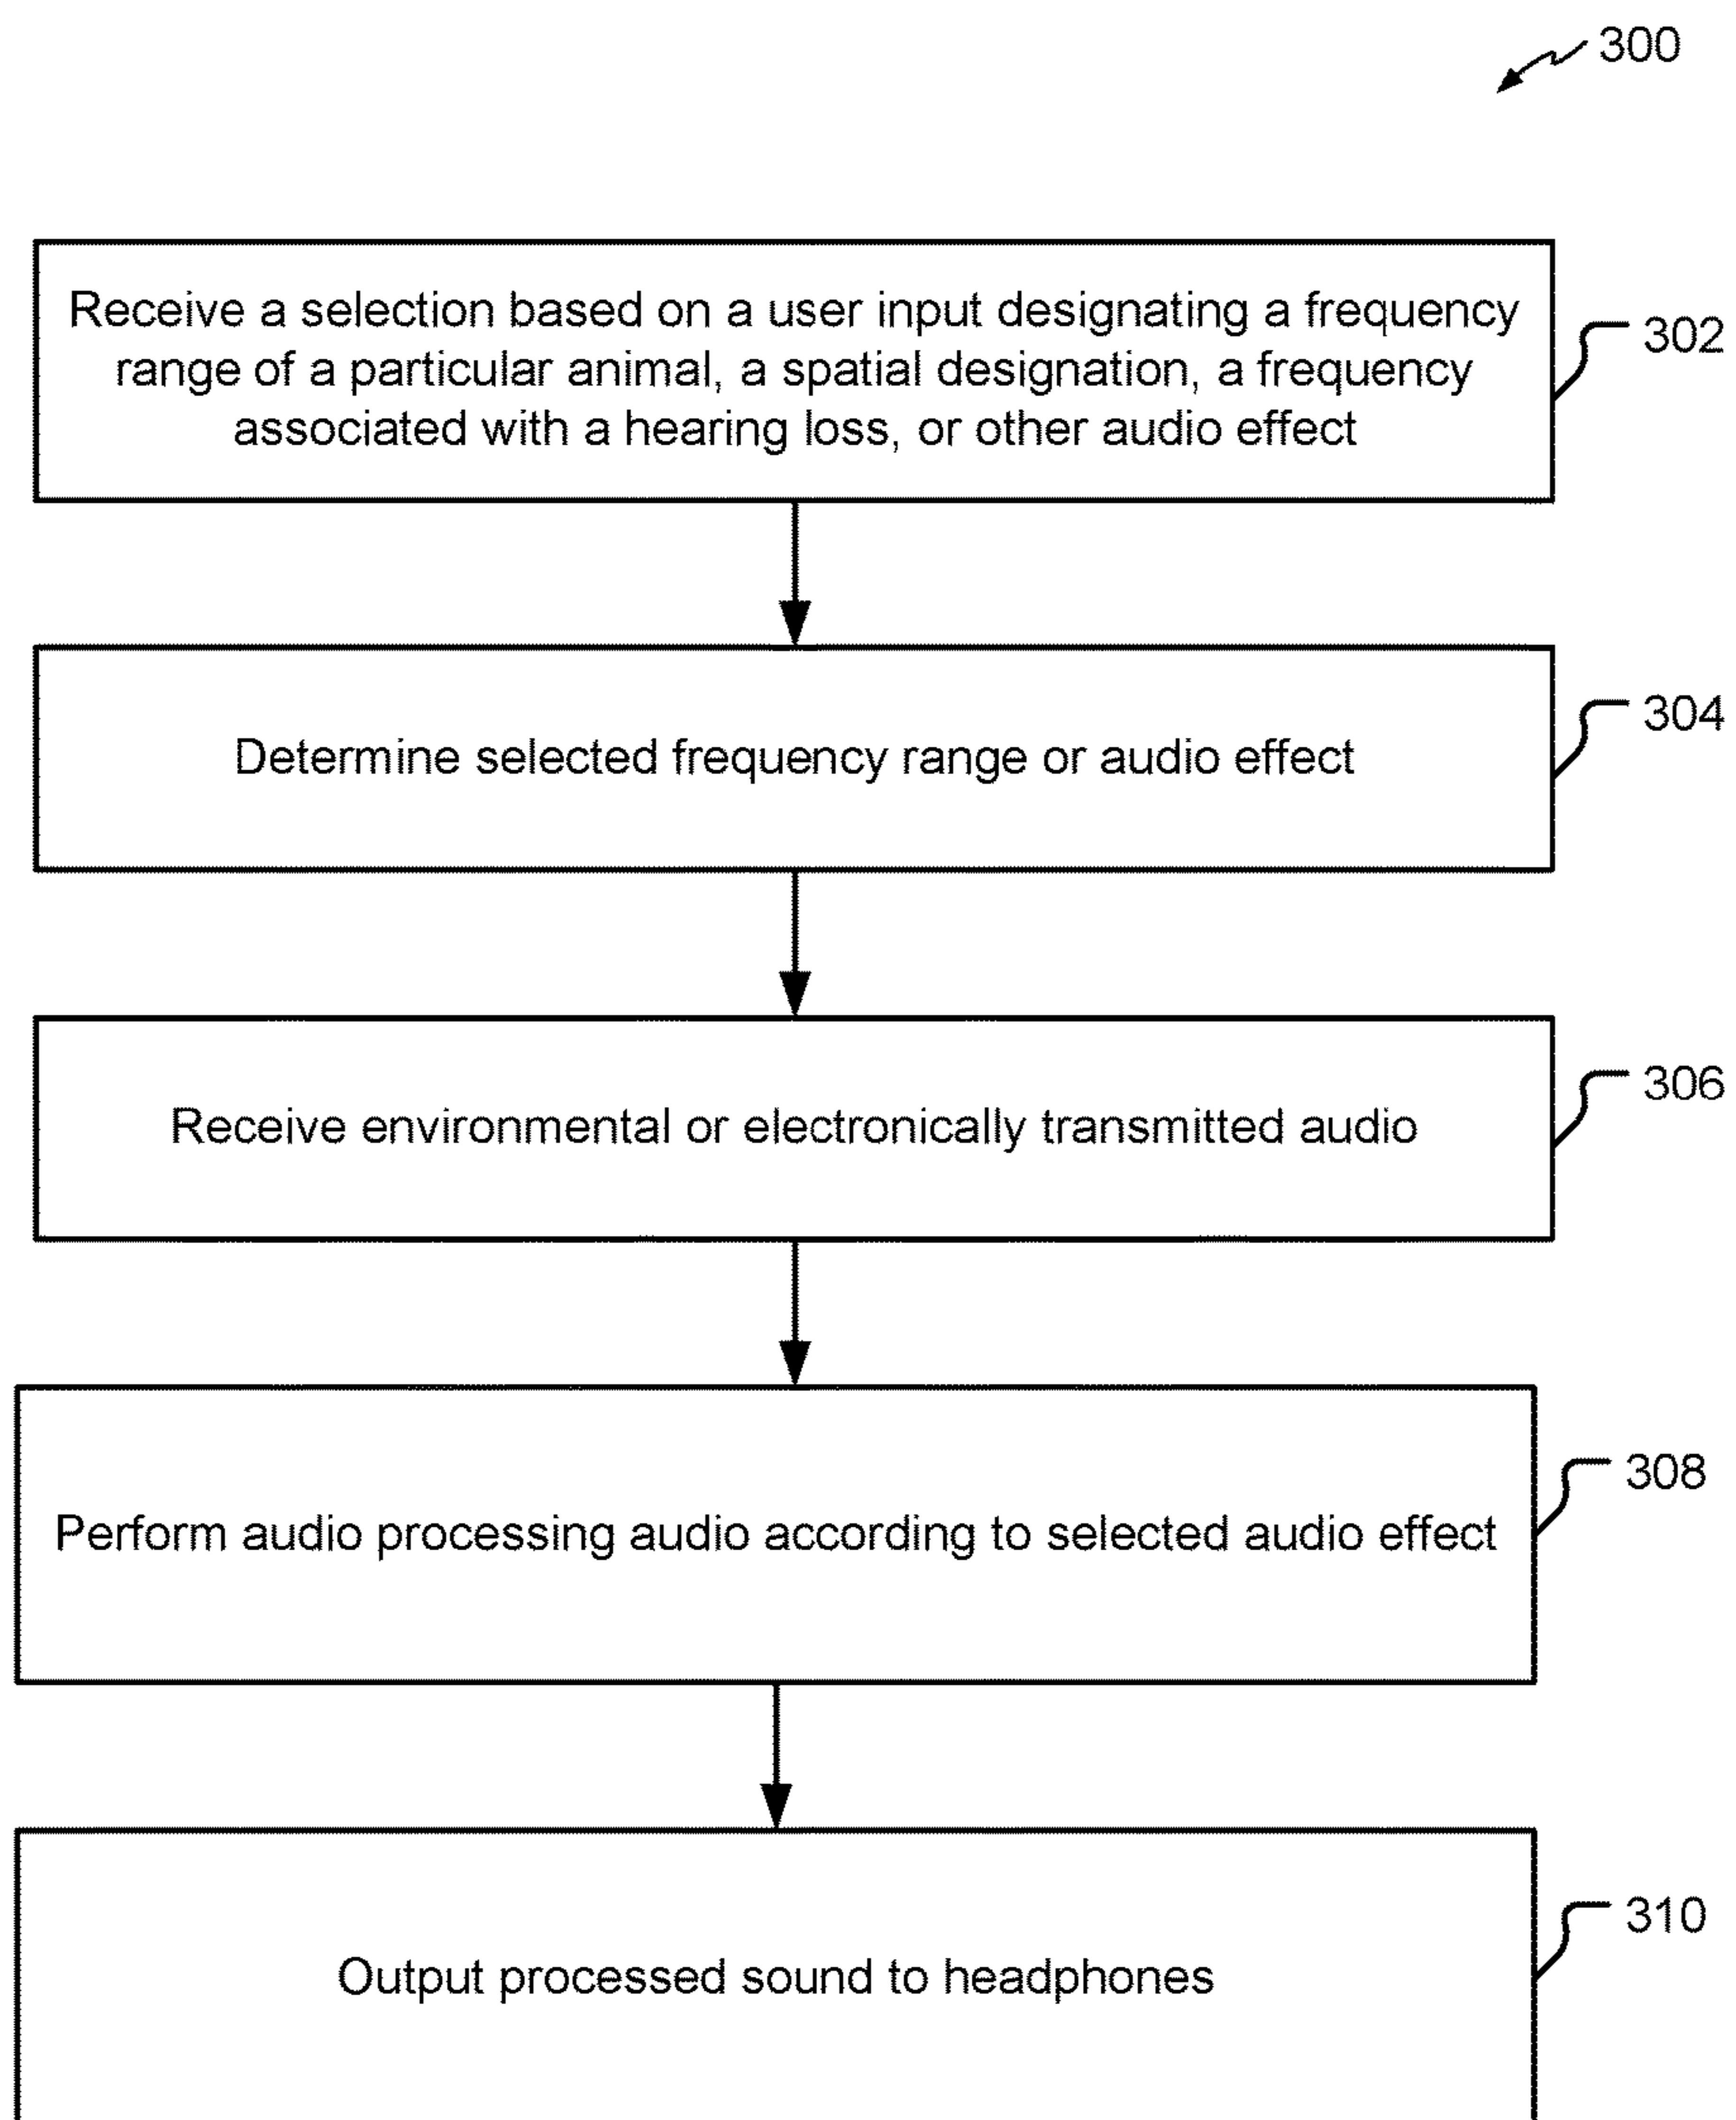 300
Receive a selection based on a user input designating a frequency
range of a particular animal, a spatial designation, a frequency
associated with a hearing loss, or other audio effect
302
Determine selected frequency range or audio effect
304
Receive environmental or electronically transmitted audio
306
Perform audio processing audio according to selected audio effect
308
Output processed sound to headphones
310